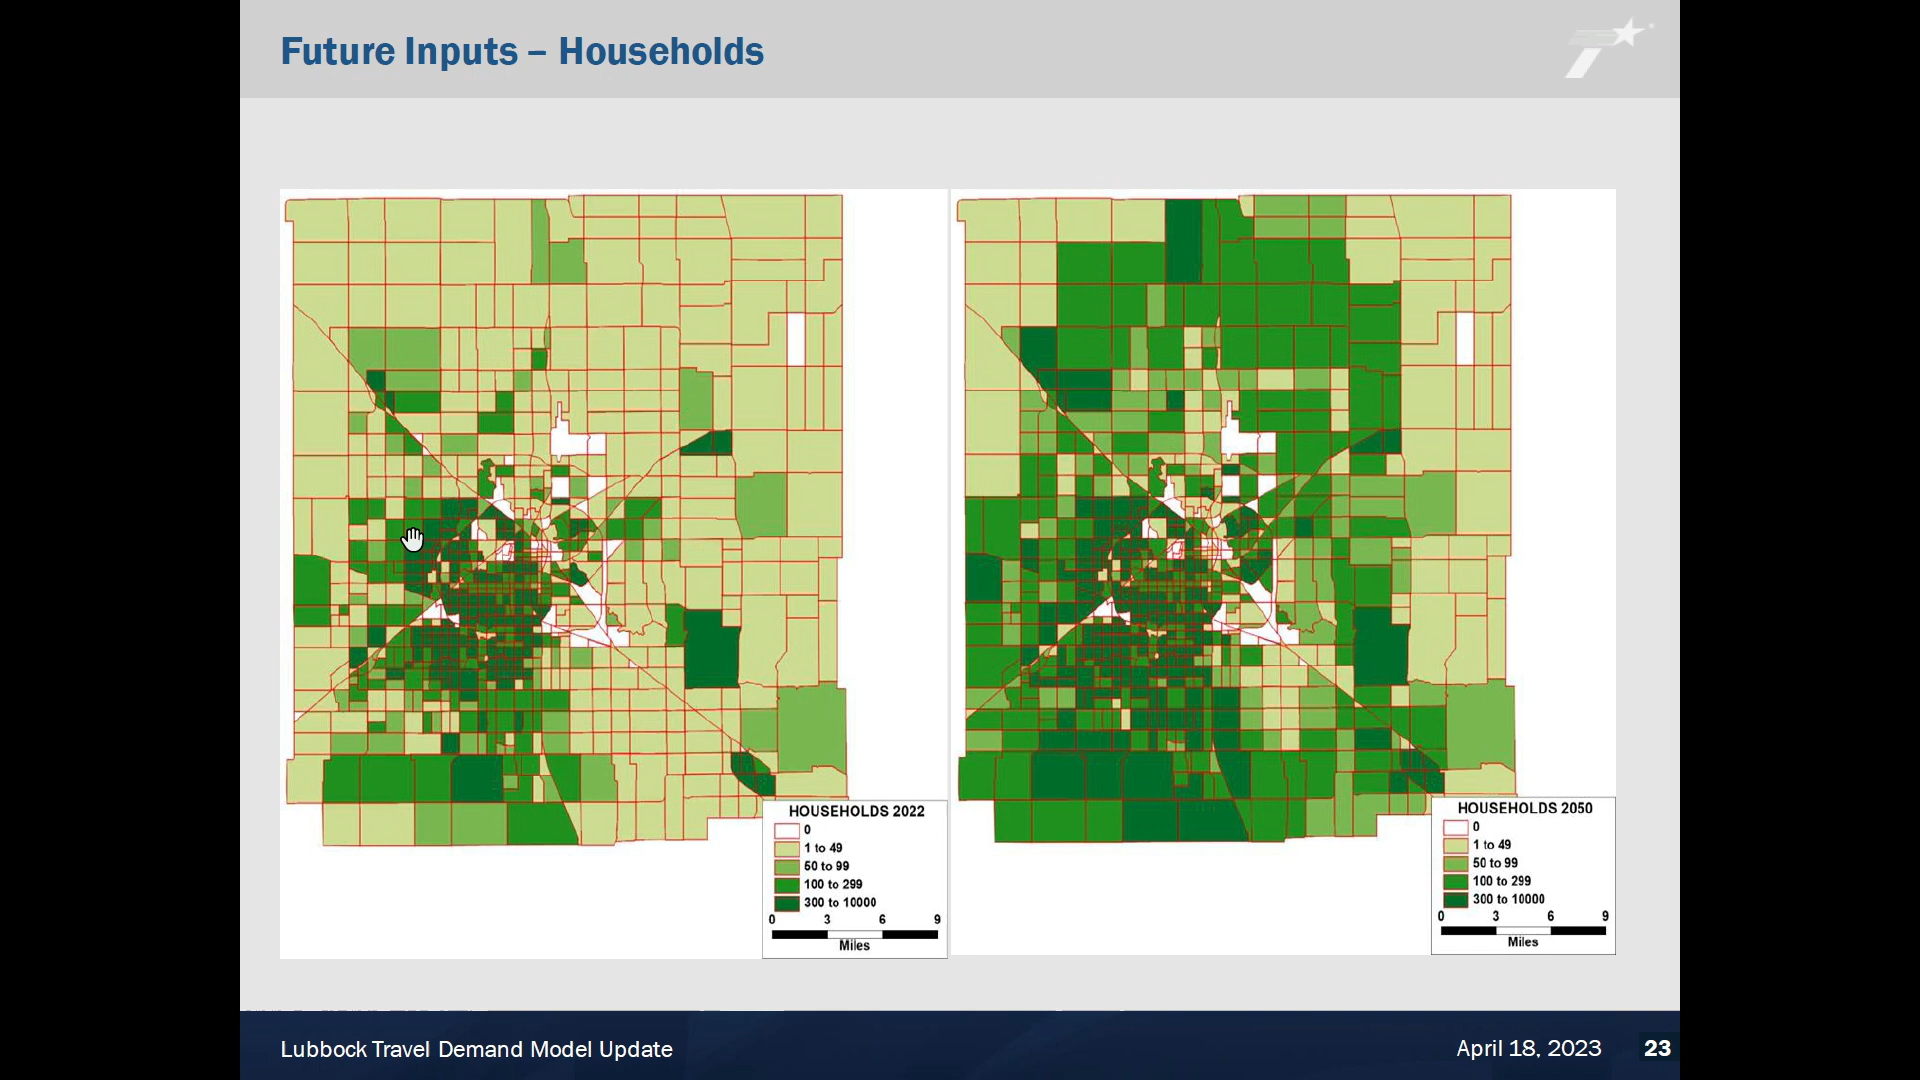 Future Inputs – Households
HOUSEHOLDS 2022
0
1 to 49
50 to 99
100 to 299
300 to 10000
0 3 6 9
Miles
HOUSEHOLDS 2050
0
1 to 49
50 to 99
100 to 299
300 to 10000
0 3 6 9
Miles
Lubbock Travel Demand Model Update
April 18, 2023 23